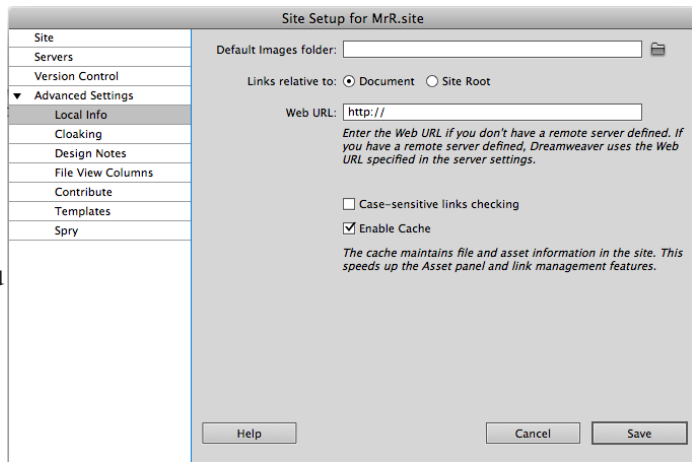 Site Setup for MrR.site
Site
Servers
Version Control
Advanced Settings
Local Info
Cloaking
Design Notes
File View Columns
Contribute
Templates
Spry
Default Images folder:
Links relative to: Document Site Root
Web URL: http://
Enter the Web URL if you don't have a remote server defined. If
you have a remote server defined, Dreamweaver uses the Web
URL specified in the server settings.
Case-sensitive links checking
Enable Cache
The cache maintains file and asset information in the site. This
speeds up the Asset panel and link management features.
Help Cancel Save